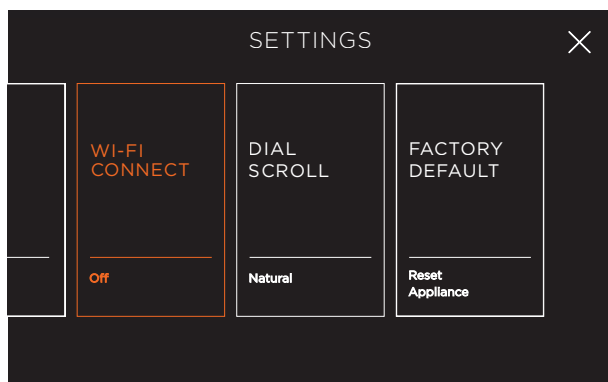 SETTINGS
WI-FI
CONNECT
Off
DIAL
SCROLL
Natural
FACTORY
DEFAULT
Reset
Appliance